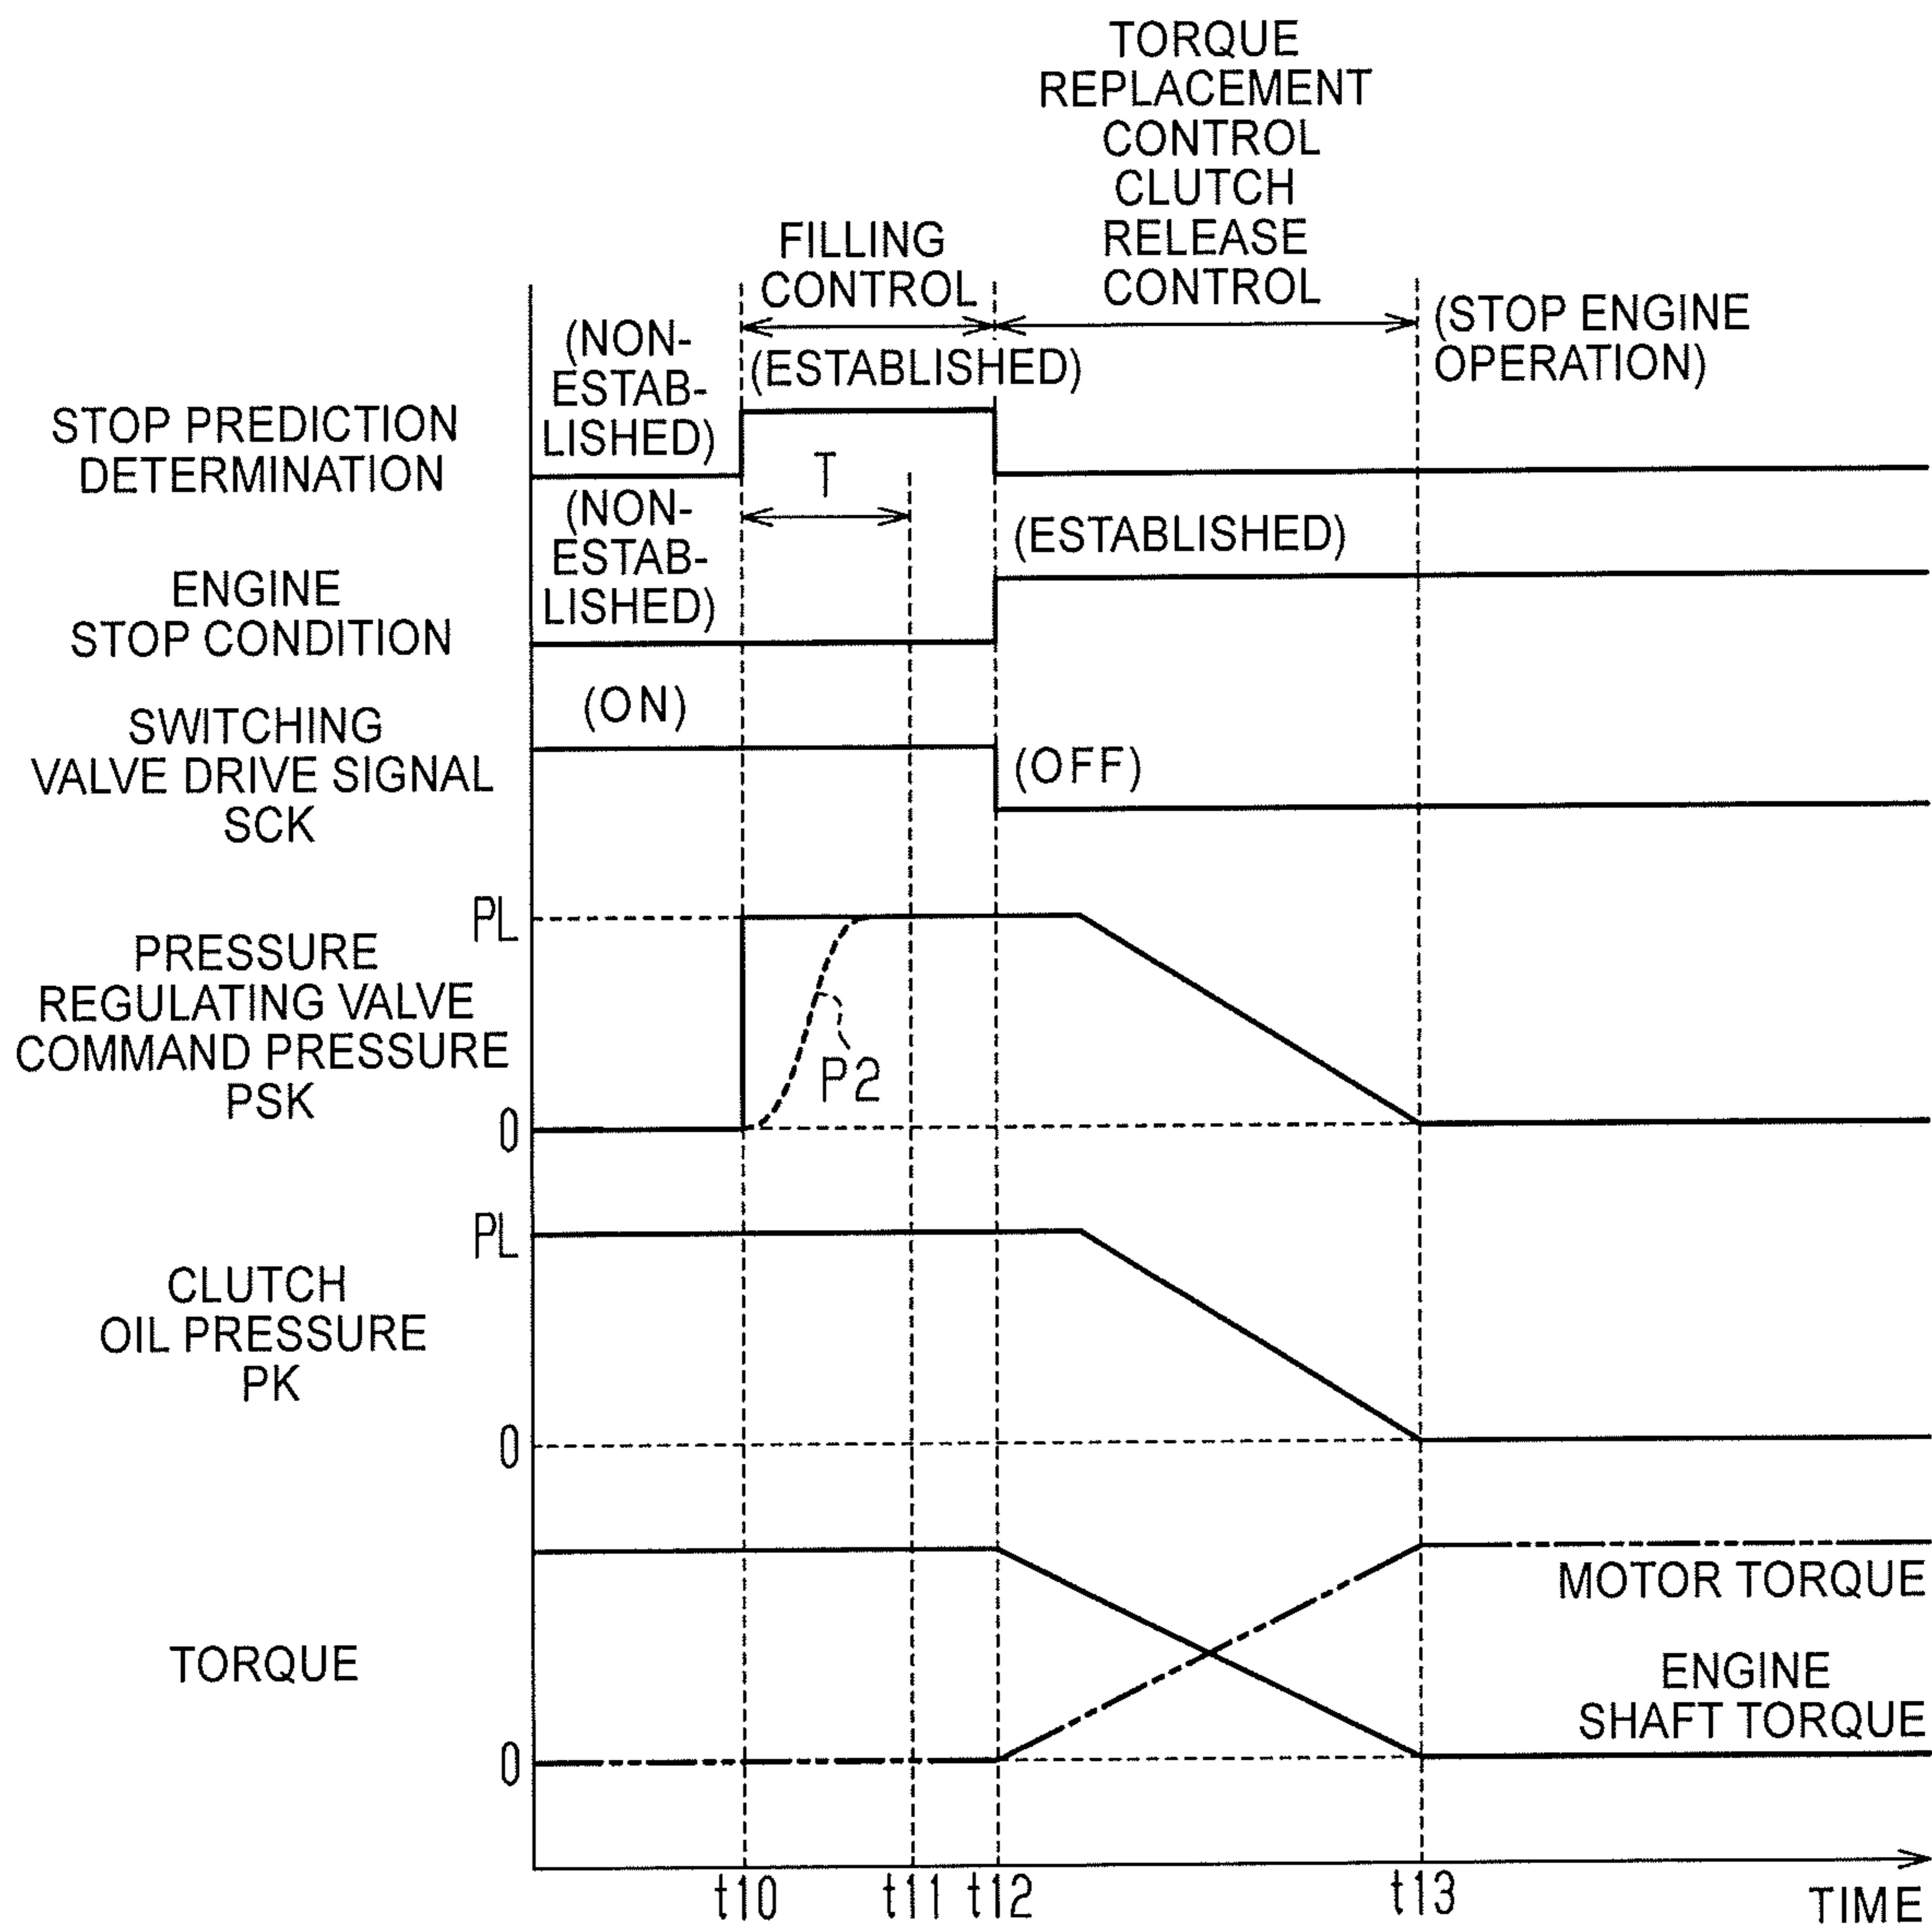 TORQUE
REPLACEMENT
CONTROL
CLUTCH
RELEASE
CONTROL
FILLING
CONTROL
(STOP ENGINE
OPERATION)
(NON-
ESTAB-
LISHED)
(ESTABLISHED)
STOP PREDICTION
DETERMINATION
T
(NON-
ESTAB-
LISHED)
(ESTABLISHED)
ENGINE
STOP CONDITION
(ON)
(OFF)
SWITCHING
VALVE DRIVE SIGNAL
SCK
PL
PRESSURE
REGULATING VALVE
COMMAND PRESSURE
PSK
P2
0
PL
CLUTCH
OIL PRESSURE
PK
0
MOTOR TORQUE
TORQUE
ENGINE
SHAFT TORQUE
0
t10 t11 t12 t13
TIME